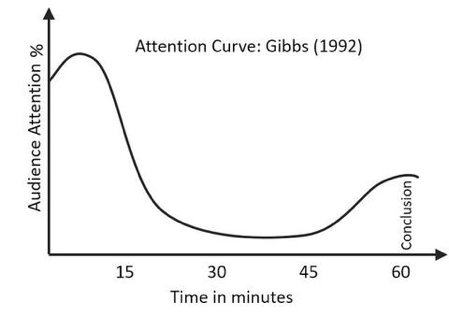 Attention Curve: Gibbs (1992)
Audience Attention %
Conclusion
15 30 45 60
Time in minutes